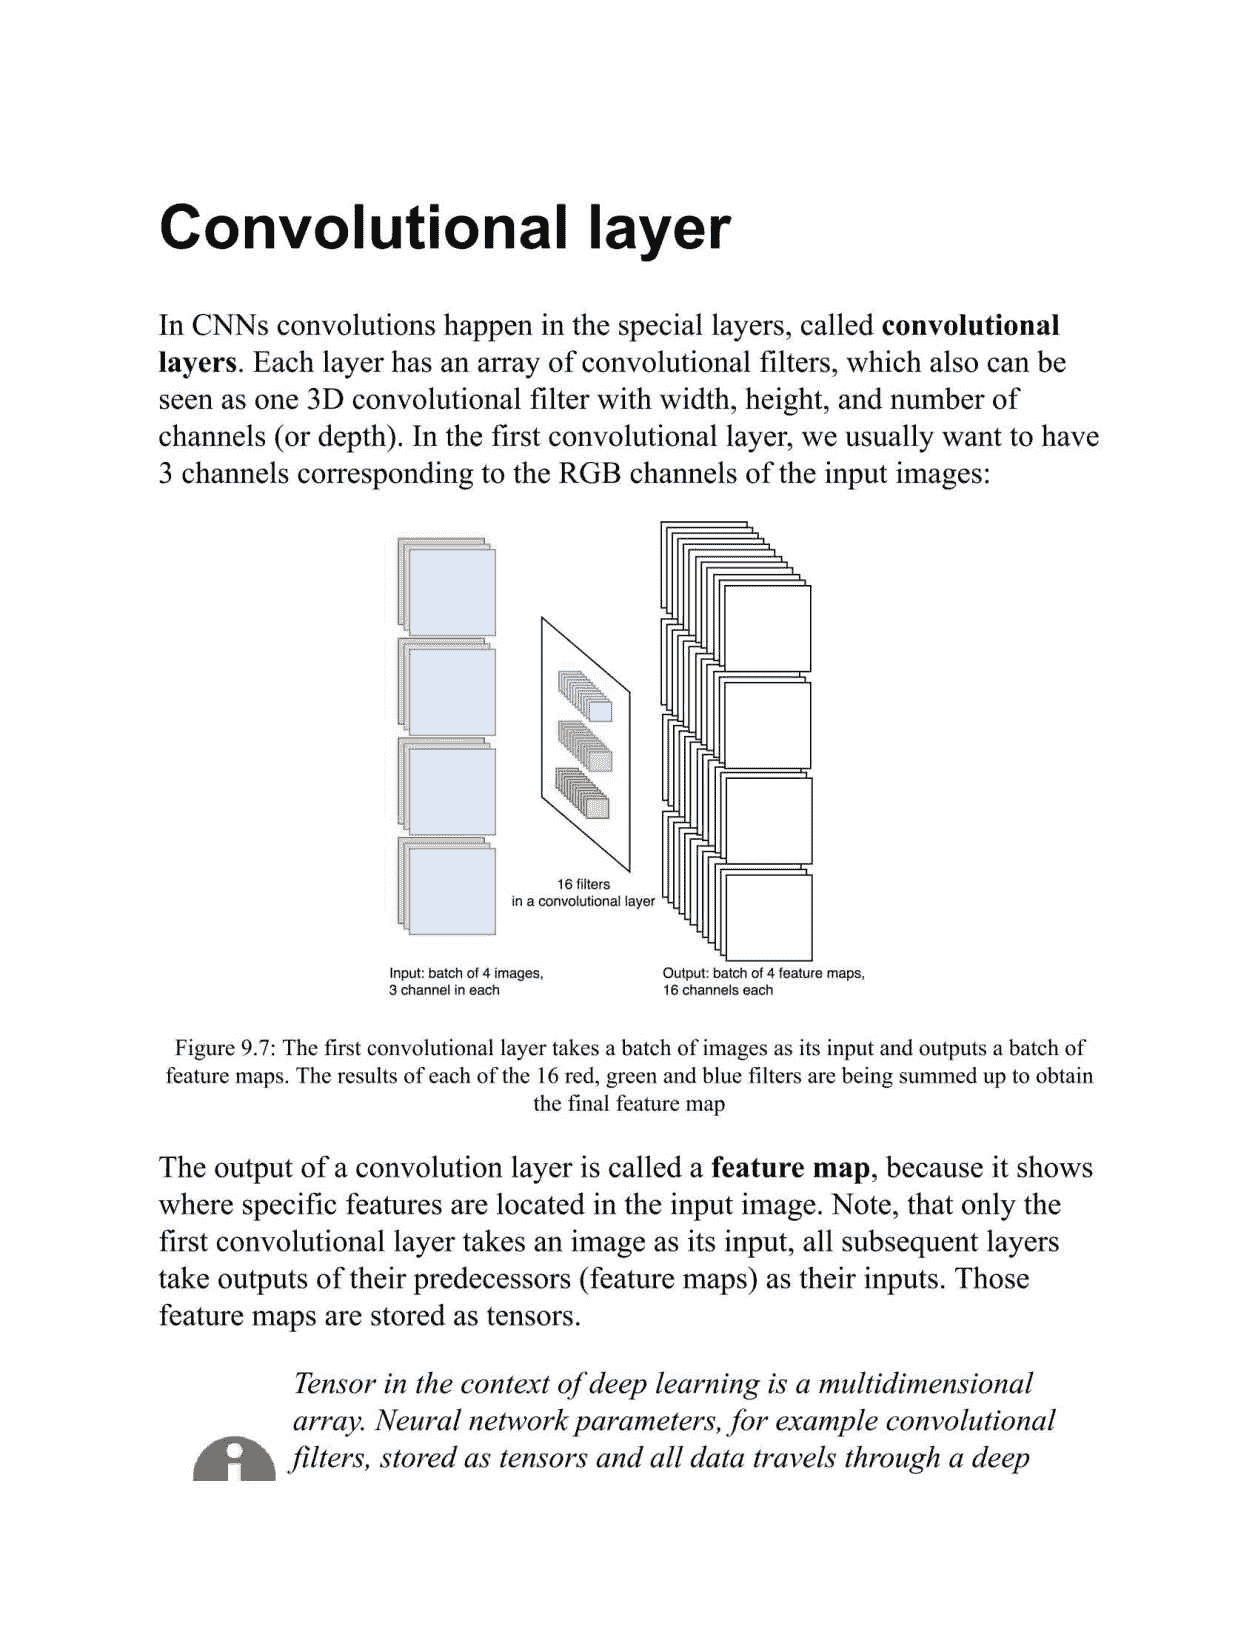 Convolutional layer
In CNNs convolutions happen in the special layers, called convolutional
layers. Each layer has an array of convolutional filters, which also can be
seen as one 3D convolutional filter with width, height, and number of
channels (or depth). In the first convolutional layer, we usually want to have
3 channels corresponding to the RGB channels of the input images:
16 filters
in a convolutional layer
Input: batch of 4 images,
3 channel in each
Output: batch of 4 feature maps,
16 channels each
Figure 9.7: The first convolutional layer takes a batch of images as its input and outputs a batch of
feature maps. The results of each of the 16 red, green and blue filters are being summed up to obtain
the final feature map
The output of a convolution layer is called a feature map, because it shows
where specific features are located in the input image. Note, that only the
first convolutional layer takes an image as its input, all subsequent layers
take outputs of their predecessors (feature maps) as their inputs. Those
feature maps are stored as tensors.
Tensor in the context of deep learning is a multidimensional
array. Neural network parameters, for example convolutional
filters, stored as tensors and all data travels through a deep